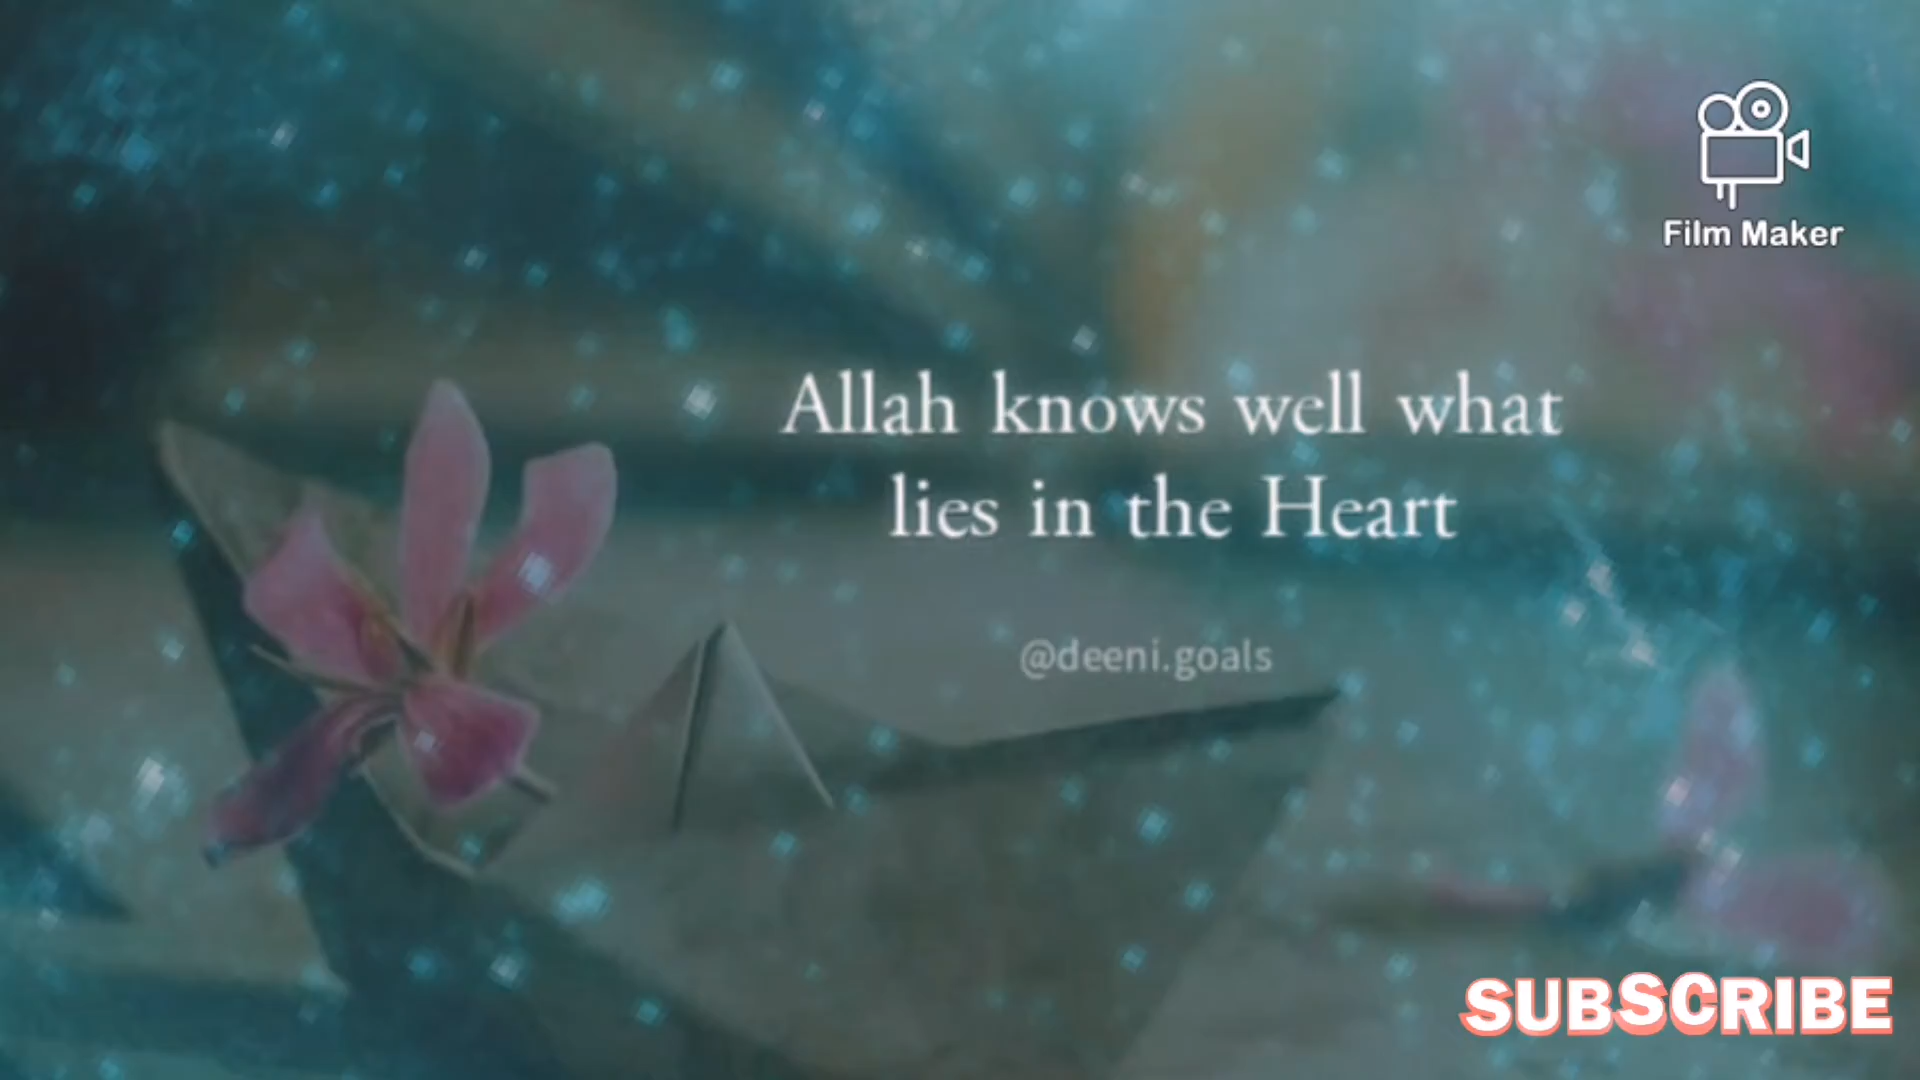 Film Maker
Allah knows well what
lies in the Heart
@deeni.goals
SUBSCRIBE